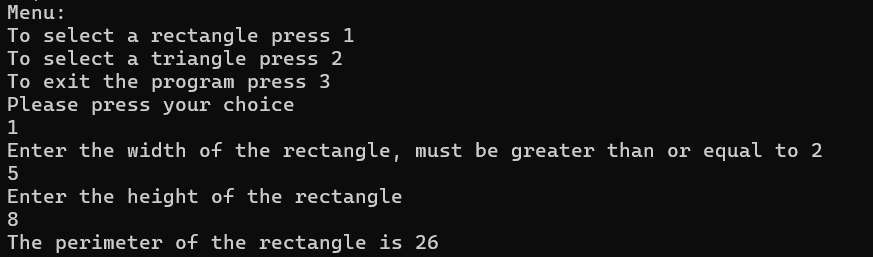 Menu:
To select a rectangle press 1
To select a triangle press 2
To exit the program press 3
Please press your choice
1
Enter the width of the rectangle, must be greater than or equal to 2
5
Enter the height of the rectangle
8
The perimeter of the rectangle is 26